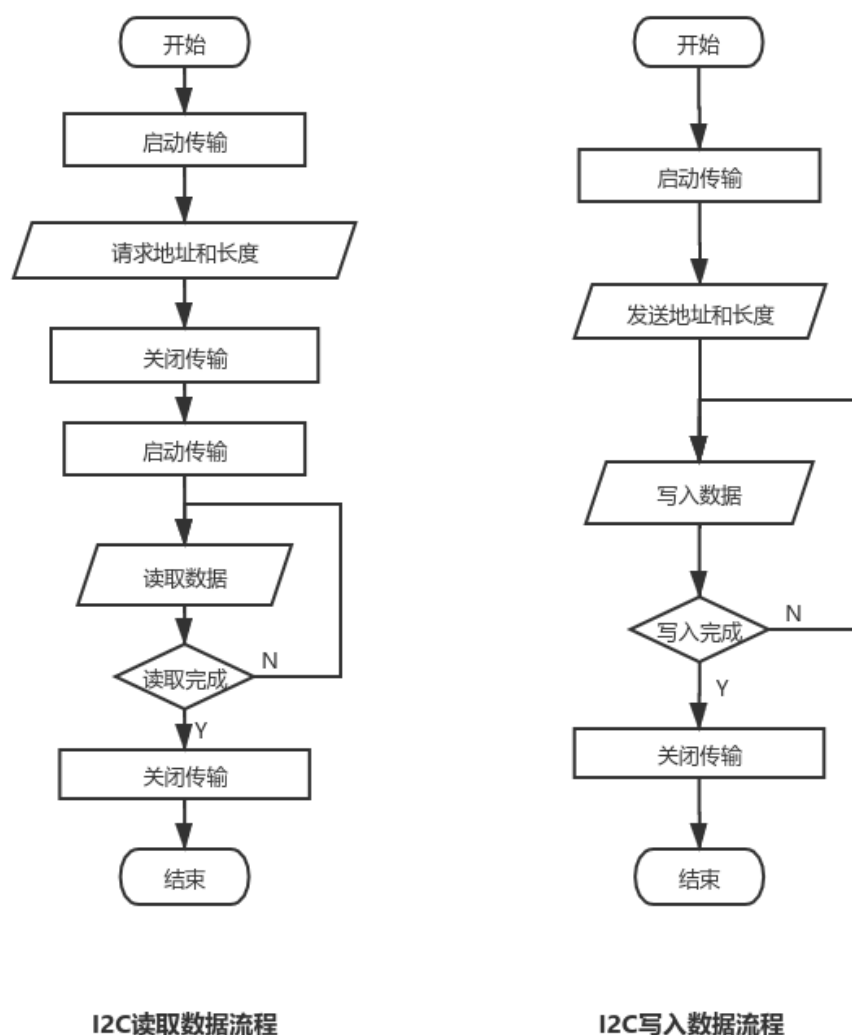 开始
启动传输
请求地址和长度
关闭传输
启动传输
读取数据
读取完成
N
Y
关闭传输
结束
I2C读取数据流程
开始
启动传输
发送地址和长度
写入数据
写入完成
N
Y
关闭传输
结束
I2C写入数据流程